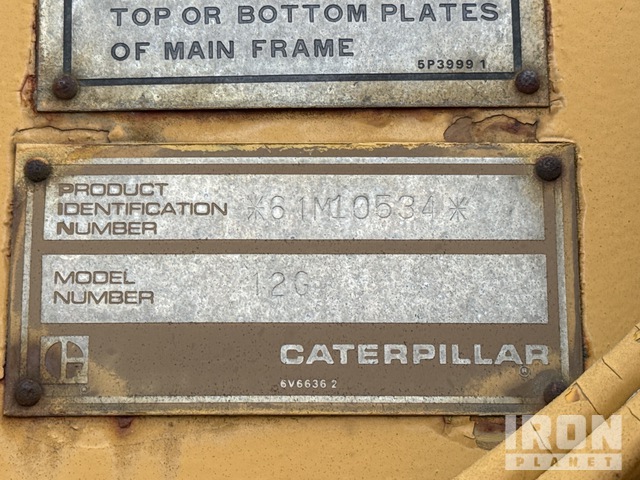 TOP OR BOTTOM PLATES
OF MAIN FRAME
5P3999 1
PRODUCT
IDENTIFICATION
NUMBER
*61M10534*
MODEL
NUMBER
12G
CATERPILLAR
®
6V6636 2
IRON
PLANET